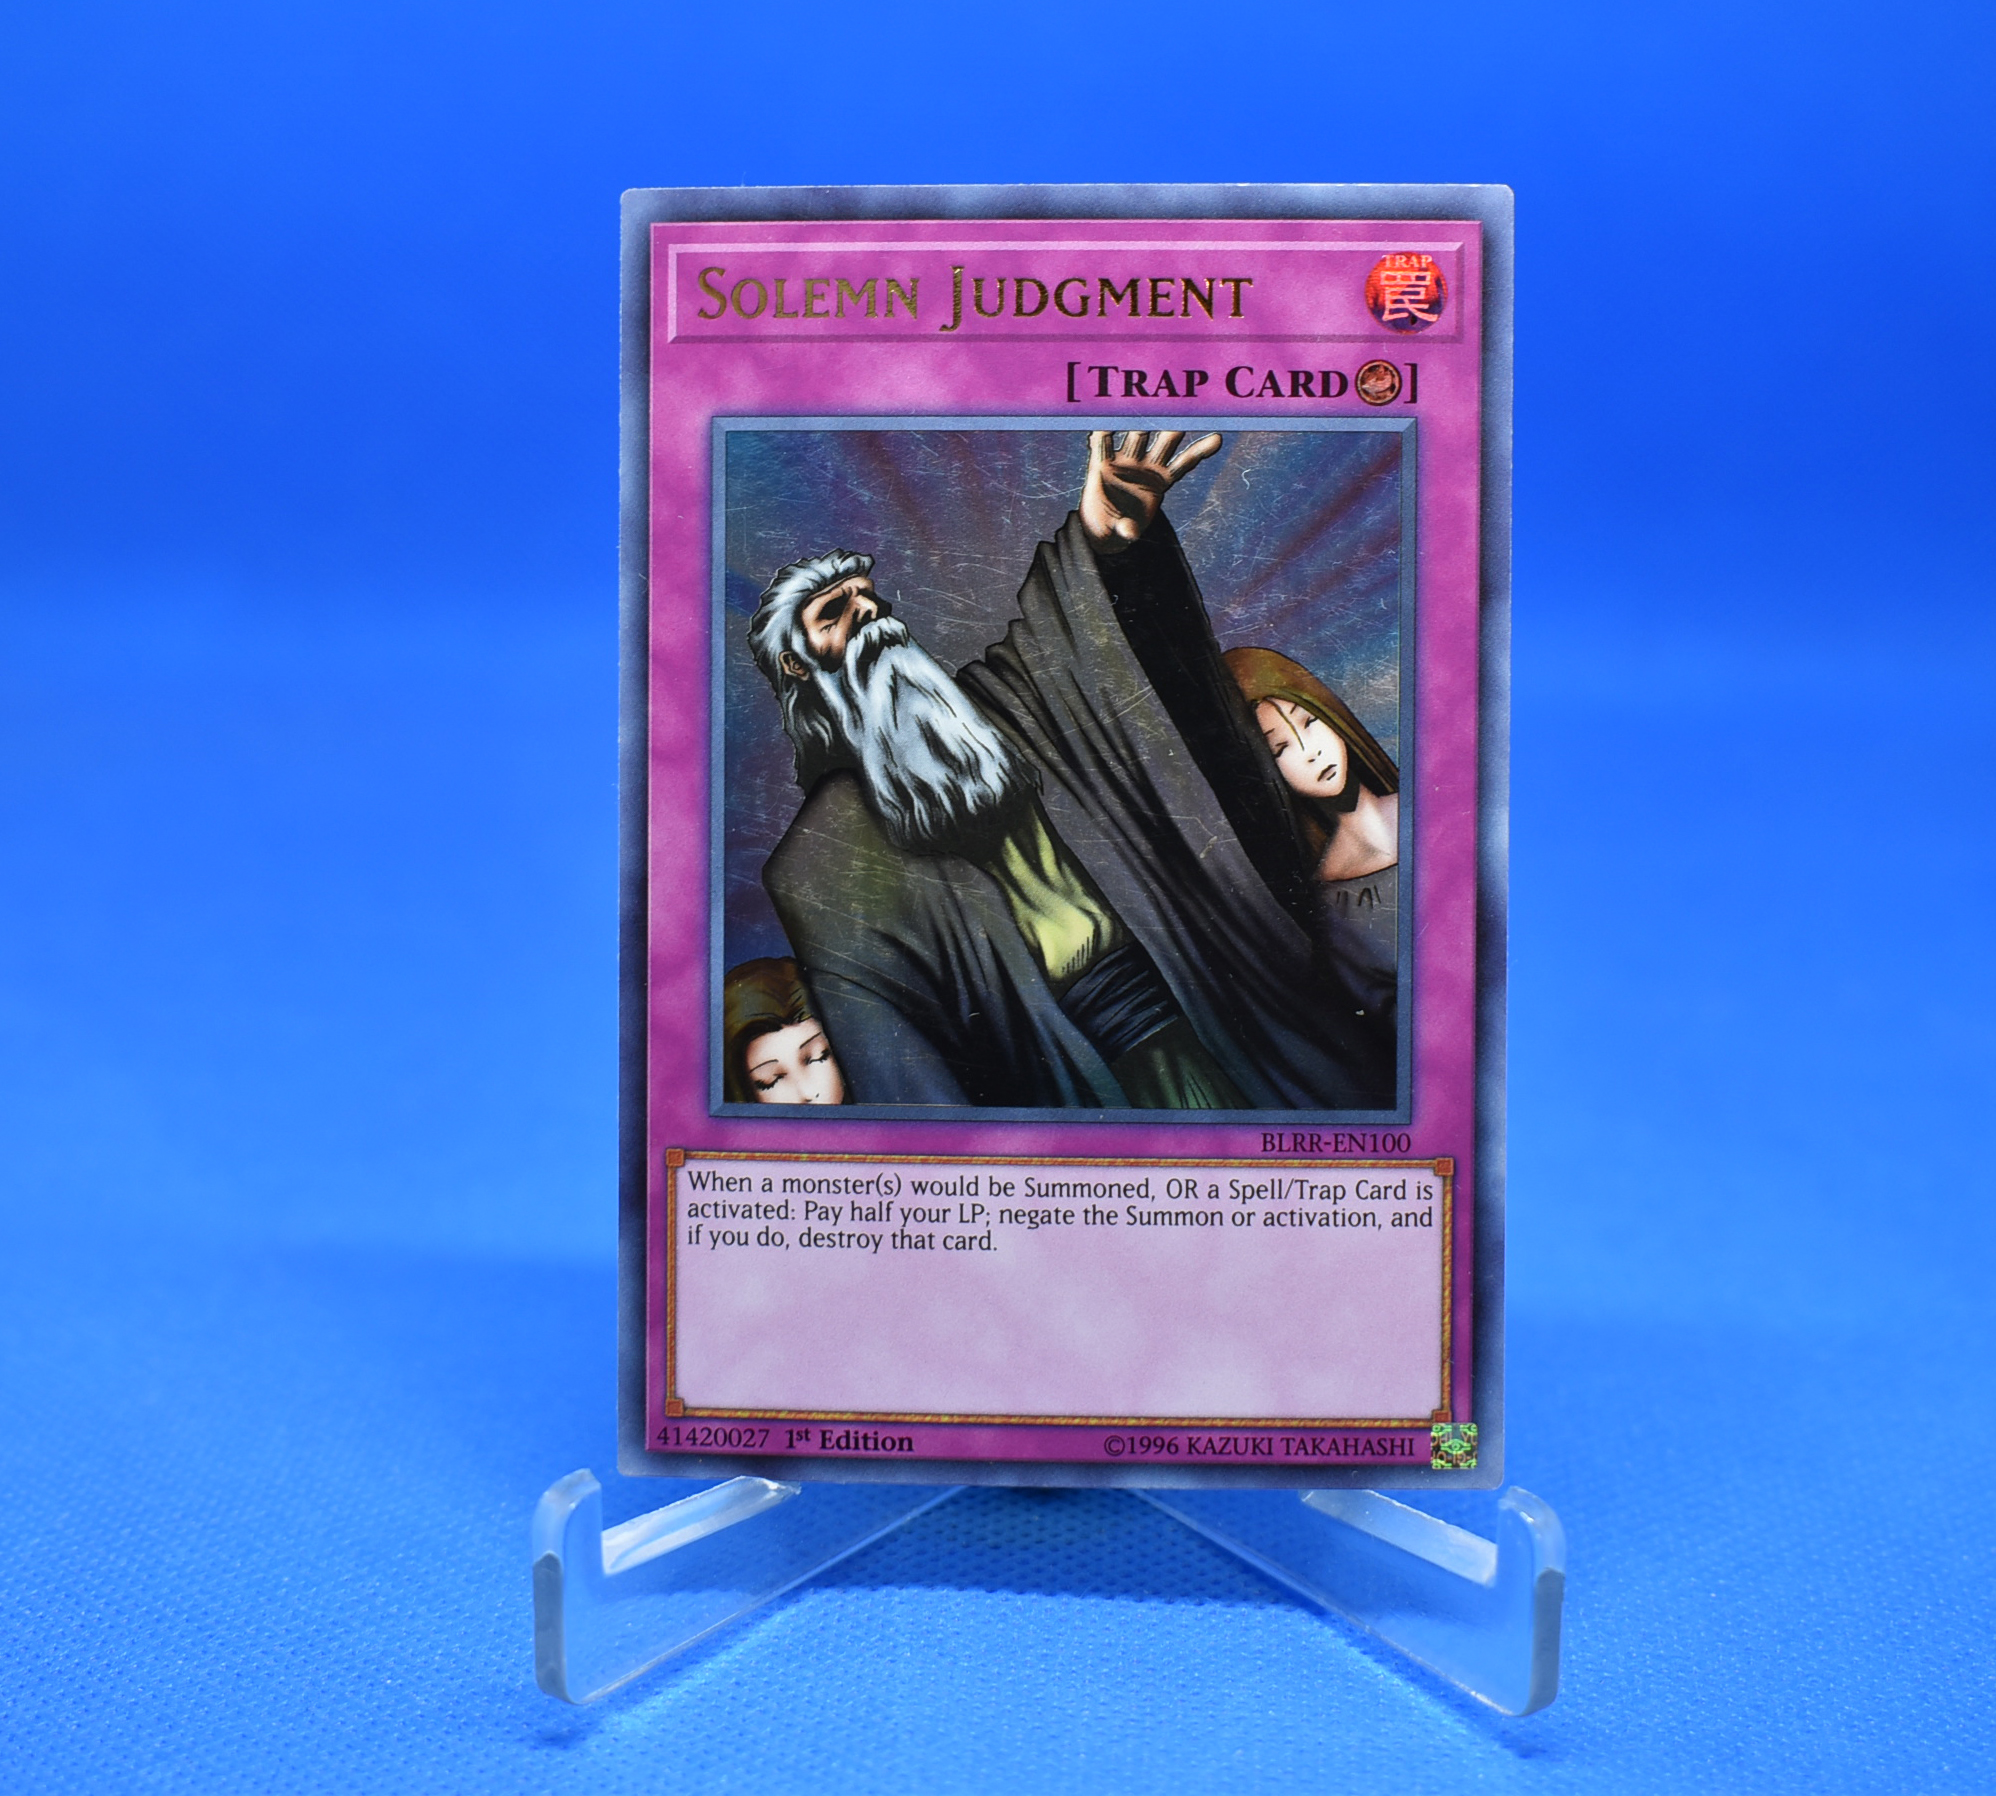 SOLEMN JUDGMENT
TRAP
罠
[TRAP CARD]
BLRR-EN100
When a monster(s) would be Summoned, OR a Spell/Trap Card is
activated: Pay half your LP; negate the Summon or activation, and
if you do, destroy that card.
41420027 1st Edition
©1996 KAZUKI TAKAHASHI